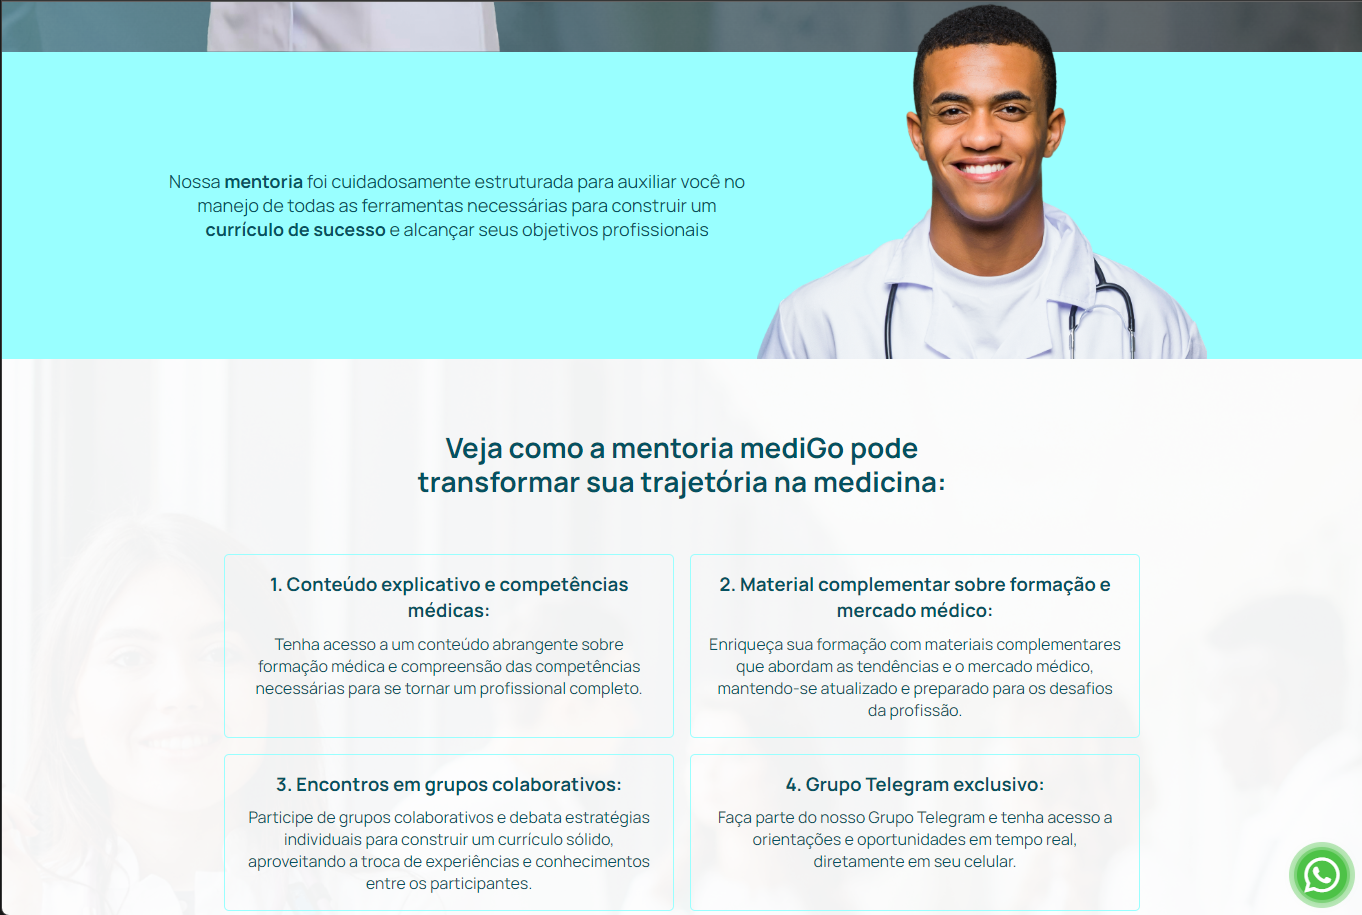 Nossa mentoria foi cuidadosamente estruturada para auxiliar você no
manejo de todas as ferramentas necessárias para construir um
currículo de sucesso e alcançar seus objetivos profissionais
Veja como a mentoria mediGo pode
transformar sua trajetória na medicina:
1. Conteúdo explicativo e competências
médicas:
Tenha acesso a um conteúdo abrangente sobre
formação médica e compreensão das competências
necessárias para se tornar um profissional completo.
2. Material complementar sobre formação e
mercado médico:
Enriqueça sua formação com materiais complementares
que abordam as tendências e o mercado médico,
mantendo-se atualizado e preparado para os desafios
da profissão.
3. Encontros em grupos colaborativos:
Participe de grupos colaborativos e debata estratégias
individuais para construir um currículo sólido,
aproveitando a troca de experiências e conhecimentos
entre os participantes.
4. Grupo Telegram exclusivo:
Faça parte do nosso Grupo Telegram e tenha acesso a
orientações e oportunidades em tempo real,
diretamente em seu celular.